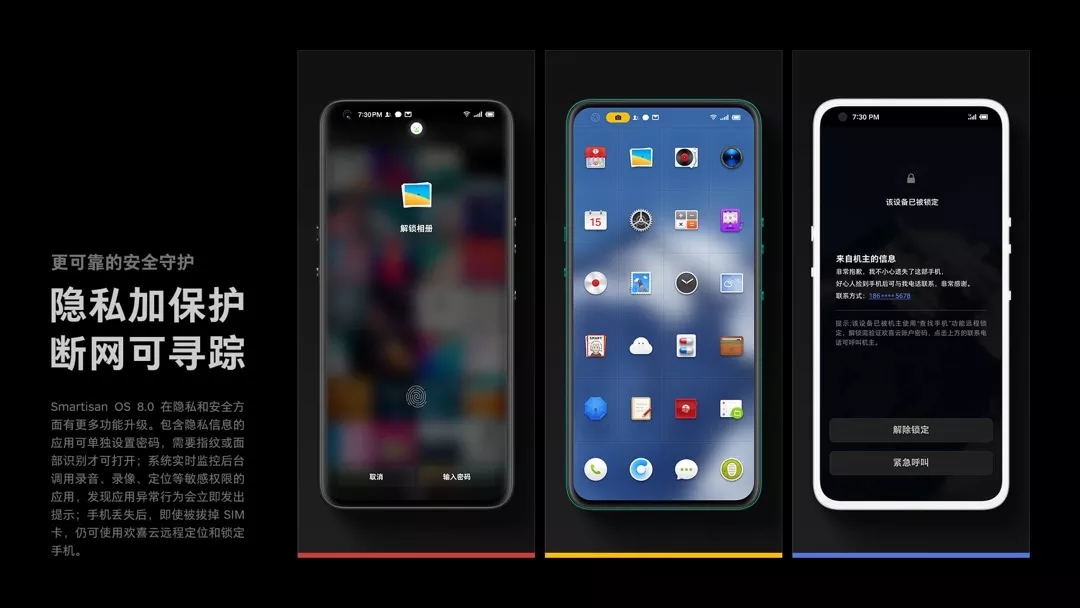 更可靠的安全守护
隐私加保护
断网可寻踪
Smartisan OS 8.0 在隐私和安全方
面有更多功能升级。包含隐私信息的
应用可单独设置密码，需要指纹或面
部识别才可打开；系统实时监控后台
调用录音、录像、定位等敏感权限的
应用，发现应用异常行为会立即发出
提示；手机丢失后，即使被拔掉 SIM
卡，仍可使用欢喜云远程定位和锁定
手机。
7:30 PM
解锁相册
取消
输入密码
15
7:30 PM
该设备已被锁定
来自机主的信息
非常抱歉，我不小心遗失了这部手机，
好心人捡到手机后可与我电话联系，非常感谢。
联系方式：186****5678
提示:该设备已被机主使用“查找手机”功能远程锁
定，解锁需验证欢喜云账户密码，点击上方的联系电
话可呼叫机主。
解除锁定
紧急呼叫